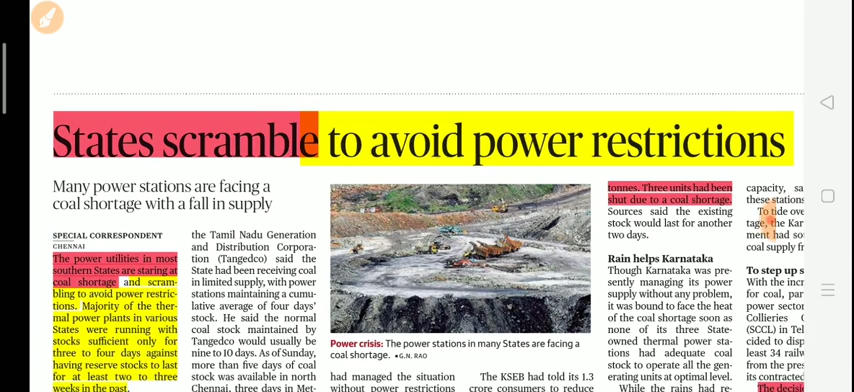 States scramble to avoid power restrictions
Many power stations are facing a
coal shortage with a fall in supply
SPECIAL CORRESPONDENT
CHENNAI
The power utilities in most
southern States are staring at
coal shortage and scram-
bling to avoid power restric-
tions. Majority of the ther-
mal power plants in various
States were running with
stocks sufficient only for
three to four days against
having reserve stocks to last
for at least two to three
weeks in the past.
the Tamil Nadu Generation
and Distribution Corpora-
tion (Tangedco) said the
State had been receiving coal
in limited supply, with power
stations maintaining a cumu-
lative average of four days'
stock. He said the normal
coal stock maintained by
Tangedco would usually be
nine to 10 days. As of Sunday,
more than five days of coal
stock was available in north
Chennai, three days in Met-
Power crisis: The power stations in many States are facing a
coal shortage. • G.N. RAO
had managed the situation
without power restrictions
The KSEB had told its 1.3
crore consumers to reduce
tonnes. Three units had been
shut due to a coal shortage.
Sources said the existing
stock would last for another
two days.
Rain helps Karnataka
Though Karnataka was pre-
sently managing its power
supply without any problem,
it was bound to face the heat
of the coal shortage soon as
none of its three State-
owned thermal power sta-
tions had adequate coal
stock to operate all the gen-
erating units at optimal level.
While the rains had re-
capacity, sa
these stations
To tide ove
tage, the Kar
ment had so
coal supply fr
To step up s
With the incr
for coal, par
power sector
Collieries C
(SCCL) in Tel
cided to disp
least 34 railw
from the pres
its contracted
The decisio